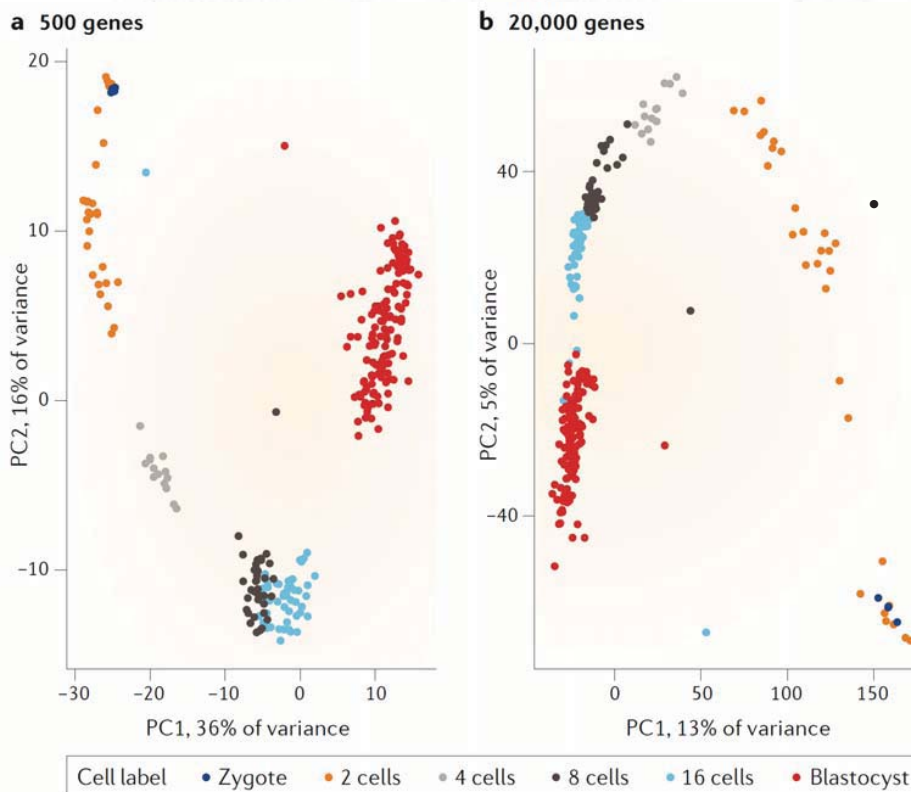 a 500 genes
20
10
0
−10
PC2, 16% of variance
−30 −20 −10 0 10
PC1, 36% of variance
b 20,000 genes
40
0
−40
PC2, 5% of variance
0 50 100 150
PC1, 13% of variance
Cell label Zygote 2 cells 4 cells 8 cells 16 cells Blastocyst